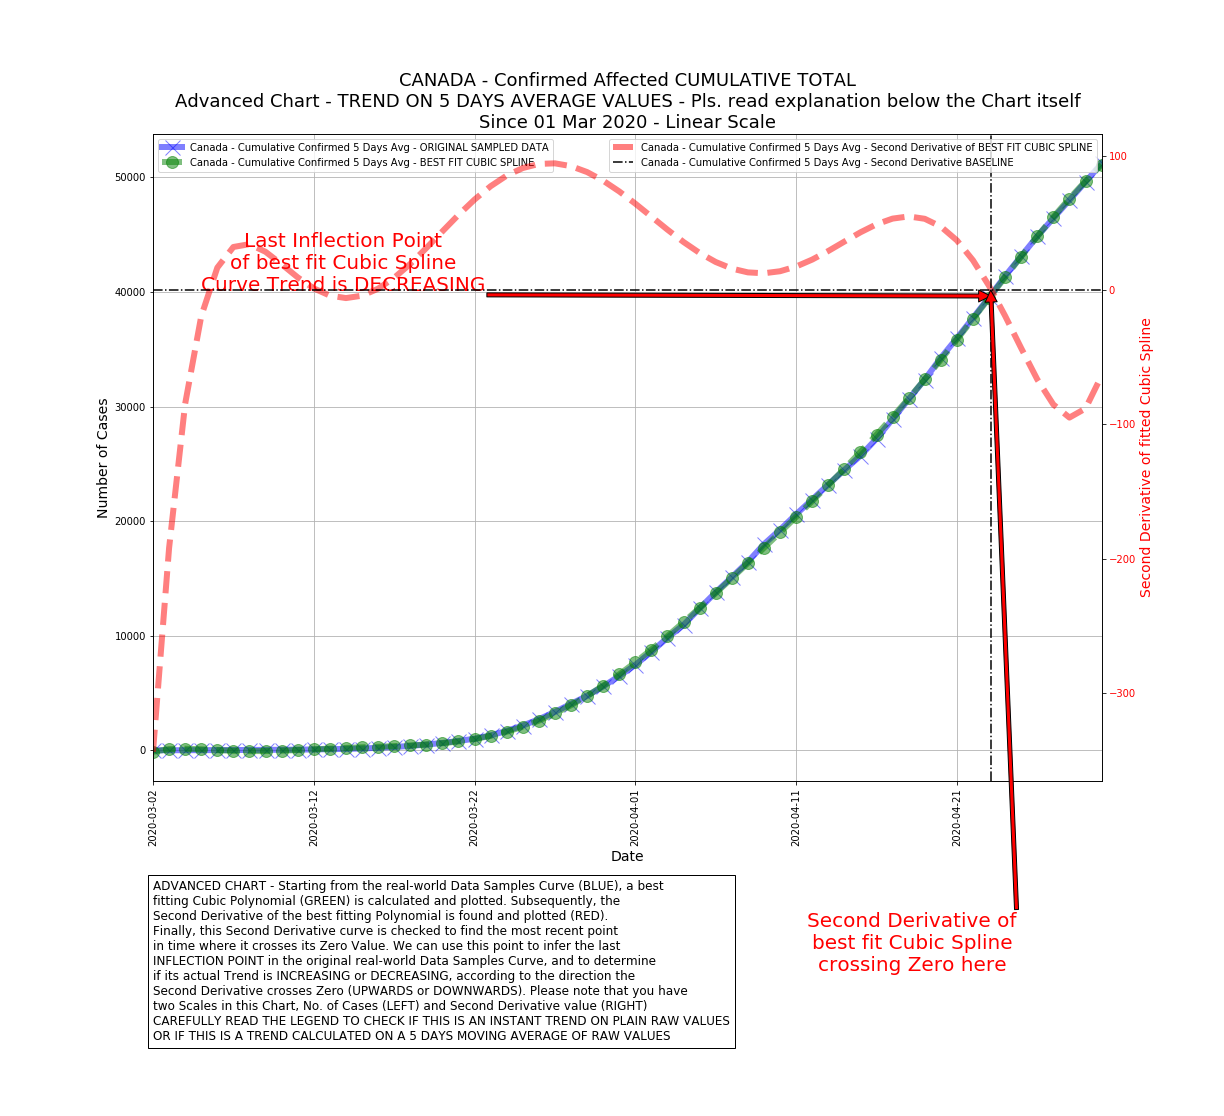 CANADA - Confirmed Affected CUMULATIVE TOTAL
Advanced Chart - TREND ON 5 DAYS AVERAGE VALUES - Pls. read explanation below the Chart itself
Since 01 Mar 2020 - Linear Scale
Canada - Cumulative Confirmed 5 Days Avg - ORIGINAL SAMPLED DATA
Canada - Cumulative Confirmed 5 Days Avg - BEST FIT CUBIC SPLINE
Canada - Cumulative Confirmed 5 Days Avg - Second Derivative of BEST FIT CUBIC SPLINE
Canada - Cumulative Confirmed 5 Days Avg - Second Derivative BASELINE
Last Inflection Point
of best fit Cubic Spline
Curve Trend is DECREASING
Number of Cases
50000
40000
30000
20000
10000
0
100
0
−100
−200
−300
Second Derivative of fitted Cubic Spline
2020-03-02
2020-03-12
2020-03-22
2020-04-01
2020-04-11
2020-04-21
Date
Second Derivative of
best fit Cubic Spline
crossing Zero here
ADVANCED CHART - Starting from the real-world Data Samples Curve (BLUE), a best
fitting Cubic Polynomial (GREEN) is calculated and plotted. Subsequently, the
Second Derivative of the best fitting Polynomial is found and plotted (RED).
Finally, this Second Derivative curve is checked to find the most recent point
in time where it crosses its Zero Value. We can use this point to infer the last
INFLECTION POINT in the original real-world Data Samples Curve, and to determine
if its actual Trend is INCREASING or DECREASING, according to the direction the
Second Derivative crosses Zero (UPWARDS or DOWNWARDS). Please note that you have
two Scales in this Chart, No. of Cases (LEFT) and Second Derivative value (RIGHT)
CAREFULLY READ THE LEGEND TO CHECK IF THIS IS AN INSTANT TREND ON PLAIN RAW VALUES
OR IF THIS IS A TREND CALCULATED ON A 5 DAYS MOVING AVERAGE OF RAW VALUES